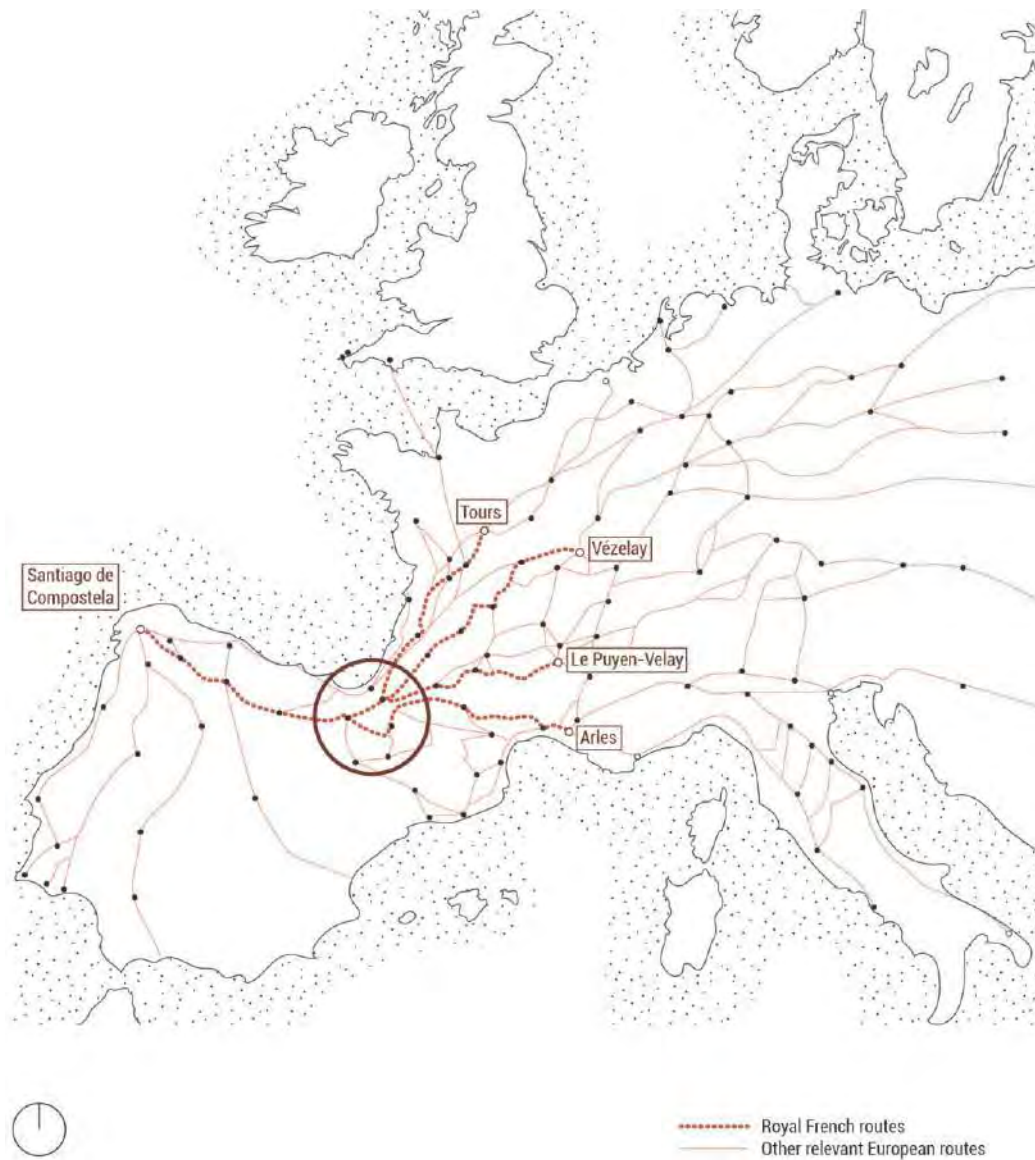 Tours
Vézelay
Santiago de
Compostela
Le Puyen-Velay
Arles
Royal French routes
Other relevant European routes